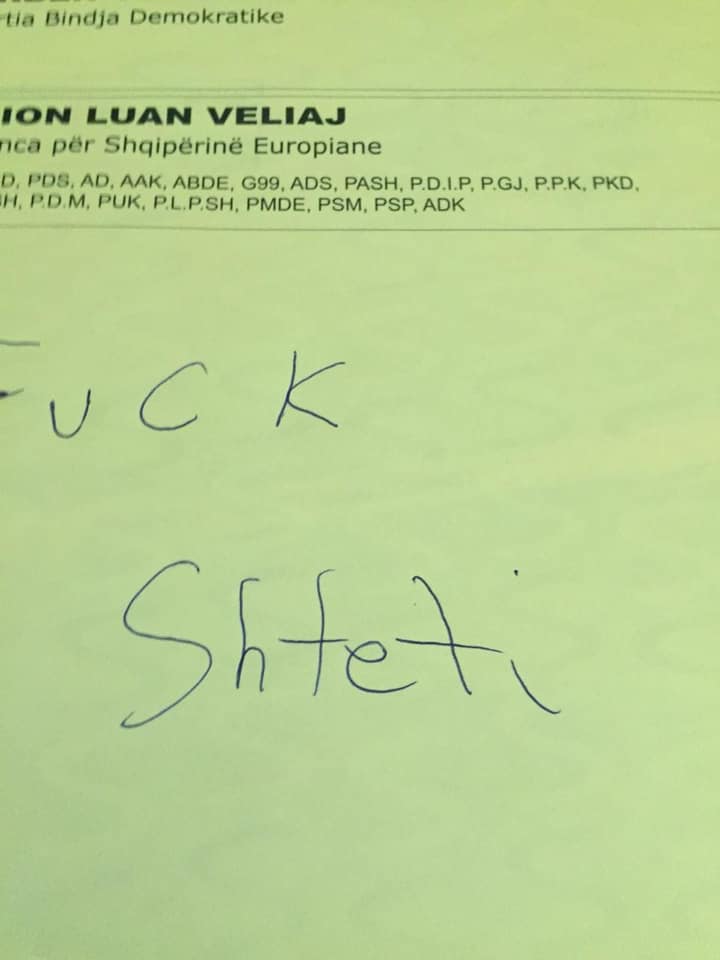 rtia Bindja Demokratike
ION LUAN VELIAJ
nca për Shqipërinë Europiane
D, PDS, AD, AAK, ABDE, G99, ADS, PASH, P.D.I.P, P.GJ, P.P.K, PKD,
H, P.D.M, PUK, P.L.P.SH, PMDE, PSM, PSP, ADK
FUCK
Shteti